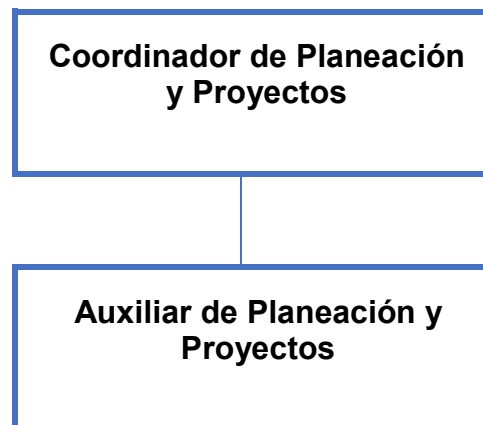 Coordinador de Planeación
y Proyectos
Auxiliar de Planeación y
Proyectos